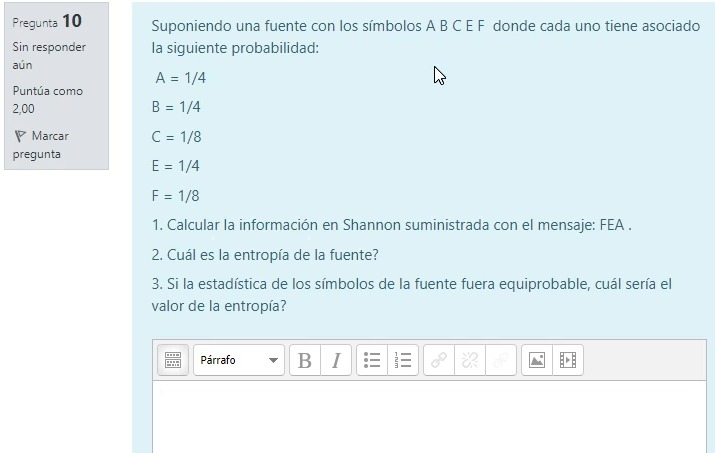 Pregunta 10
Sin responder
aún
Puntúa como
2,00
Marcar
pregunta
Suponiendo una fuente con los símbolos A B C E F donde cada uno tiene asociado
la siguiente probabilidad:
A = 1/4
B = 1/4
C = 1/8
E = 1/4
F = 1/8
1. Calcular la información en Shannon suministrada con el mensaje: FEA .
2. Cuál es la entropía de la fuente?
3. Si la estadística de los símbolos de la fuente fuera equiprobable, cuál sería el
valor de la entropía?
Párrafo B I